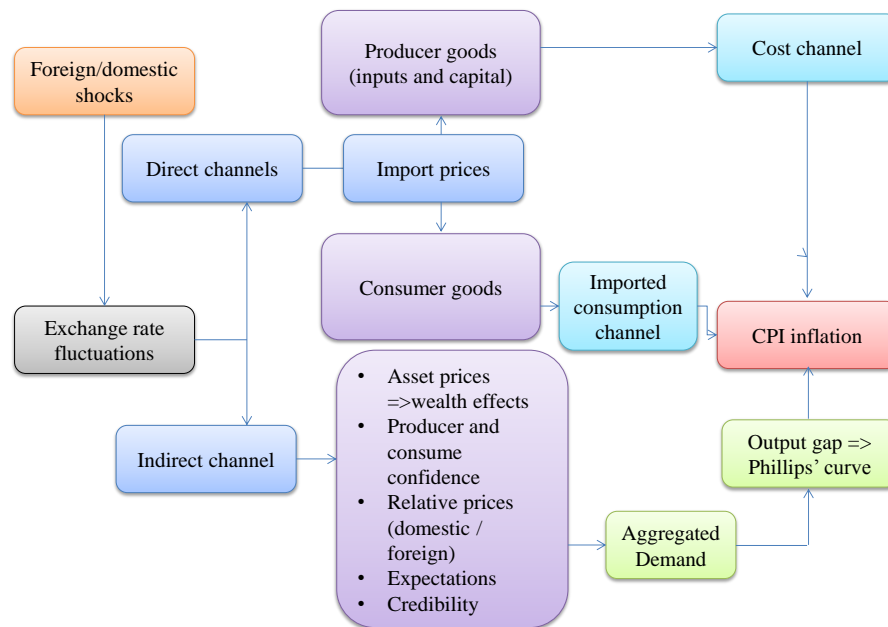 Producer goods
(inputs and capital)
Cost channel
Foreign/domestic
shocks
Direct channels
Import prices
Consumer goods
Imported
consumption
channel
Exchange rate
fluctuations
CPI inflation
• Asset prices
=>wealth effects
• Producer and
consume
confidence
• Relative prices
(domestic /
foreign)
• Expectations
• Credibility
Indirect channel
Output gap =>
Phillips’ curve
Aggregated
Demand